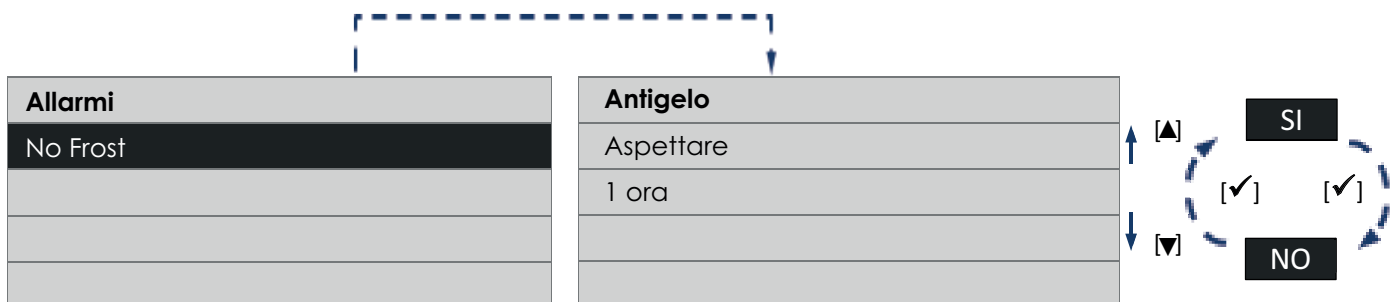 Allarmi
No Frost
Antigelo
Aspettare
1 ora
[▲]
[▼]
SI
[✔] [✔]
NO